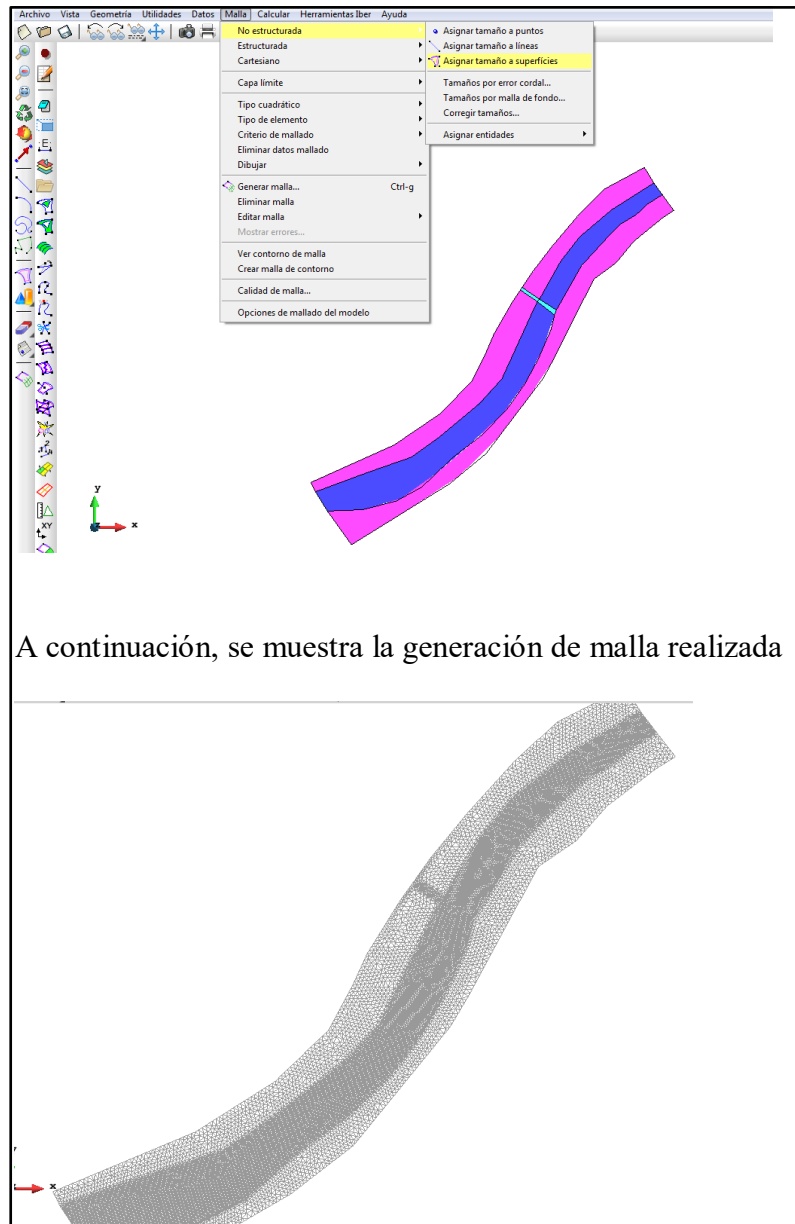 Archivo Vista Geometría Utilidades Datos Malla Calcular Herramientas Iber Ayuda
No estructurada
Estructurada
Cartesiano
Capa límite
Tipo cuadrático
Tipo de elemento
Criterio de mallado
Eliminar datos mallado
Dibujar
Generar malla... Ctrl-g
Eliminar malla
Editar malla
Mostrar errores...
Ver contorno de malla
Crear malla de contorno
Calidad de malla...
Opciones de mallado del modelo
Asignar tamaño a puntos
Asignar tamaño a líneas
Asignar tamaño a superfícies
Tamaños por error cordal...
Tamaños por malla de fondo...
Corregir tamaños...
Asignar entidades
:E:
XY
y
x
A continuación, se muestra la generación de malla realizada
x